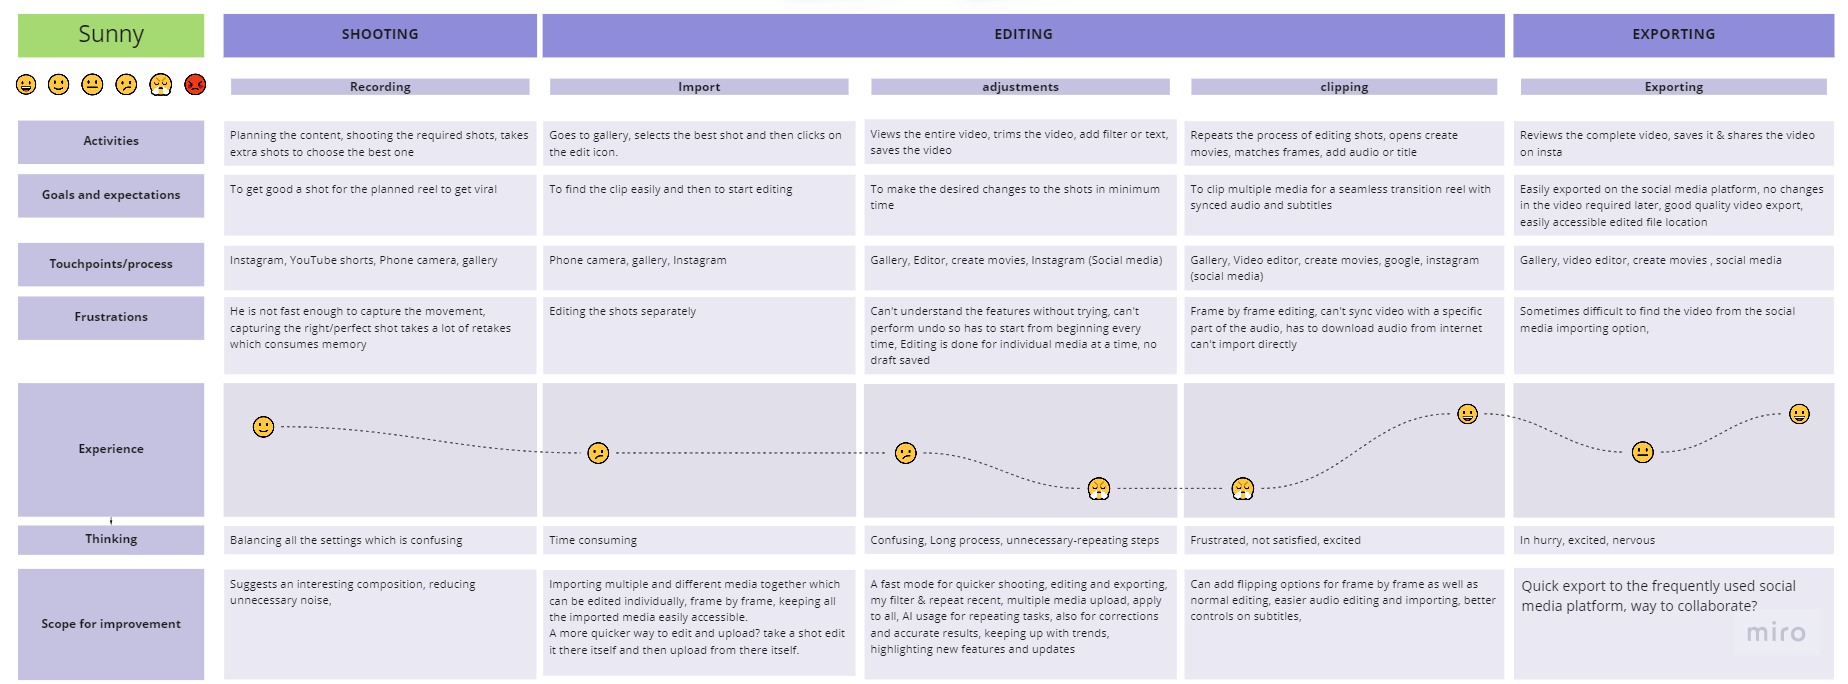 Sunny
SHOOTING
EDITING
EXPORTING
Recording
Import
adjustments
clipping
Exporting
Activities
Planning the content, shooting the required shots, takes
extra shots to choose the best one
Goes to gallery, selects the best shot and then clicks on
the edit icon.
Views the entire video, trims the video, add filter or text,
saves the video
Repeats the process of editing shots, opens create
movies, matches frames, add audio or title
Reviews the complete video, saves it & shares the video
on insta
Goals and expectations
To get good a shot for the planned reel to get viral
To find the clip easily and then to start editing
To make the desired changes to the shots in minimum
time
To clip multiple media for a seamless transition reel with
synced audio and subtitles
Easily exported on the social media platform, no changes
in the video required later, good quality video export,
easily accessible edited file location
Touchpoints/process
Instagram, YouTube shorts, Phone camera, gallery
Phone camera, gallery, Instagram
Gallery, Editor, create movies, Instagram (Social media)
Gallery, Video editor, create movies, google, instagram
(social media)
Gallery, video editor, create movies , social media
Frustrations
He is not fast enough to capture the movement,
capturing the right/perfect shot takes a lot of retakes
which consumes memory
Editing the shots separately
Can't understand the features without trying, can't
perform undo so has to start from beginning every
time, Editing is done for individual media at a time, no
draft saved
Frame by frame editing, can't sync video with a specific
part of the audio, has to download audio from internet
can't import directly
Sometimes difficult to find the video from the social
media importing option,
Experience
Thinking
Balancing all the settings which is confusing
Time consuming
Confusing, Long process, unnecessary-repeating steps
Frustrated, not satisfied, excited
In hurry, excited, nervous
Scope for improvement
Suggests an interesting composition, reducing
unnecessary noise,
Importing multiple and different media together which
can be edited individually, frame by frame, keeping all
the imported media easily accessible.
A more quicker way to edit and upload? take a shot edit
it there itself and then upload from there itself.
A fast mode for quicker shooting, editing and exporting,
my filter & repeat recent, multiple media upload, apply
to all, AI usage for repeating tasks, also for corrections
and accurate results, keeping up with trends,
highlighting new features and updates
Can add flipping options for frame by frame as well as
normal editing, easier audio editing and importing, better
controls on subtitles,
Quick export to the frequently used social
media platform, way to collaborate?
miro